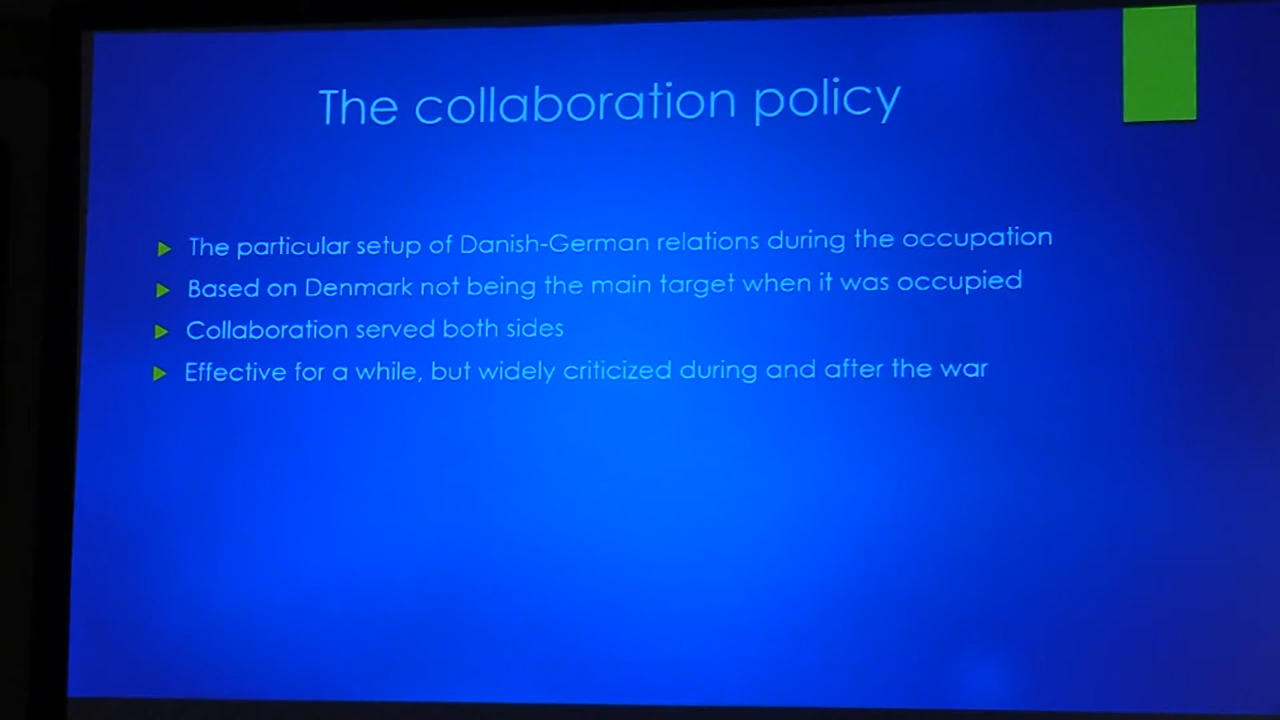 The collaboration policy
The particular setup of Danish-German relations during the occupation
Based on Denmark not being the main target when it was occupied
Collaboration served both sides
Effective for a while, but widely criticized during and after the war